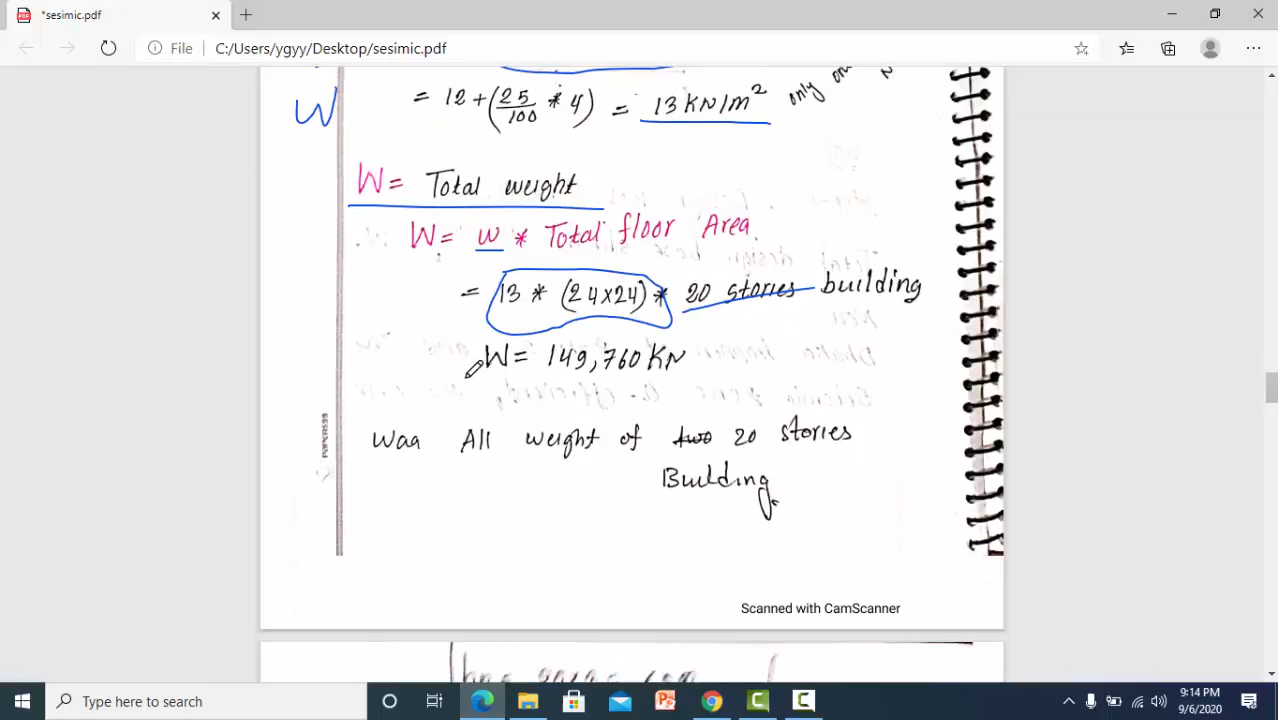 *sesimic.pdf
File C:/Users/ygyy/Desktop/sesimic.pdf
W
= 12 + (25/100 * 4) = 13 KN/m² only on
W = Total weight
W = w * Total floor Area
= 13 * (24x24) * 20 stories building
W = 149,760 KN
PAPERS99
Waa All weight of two 20 stories
Building
Scanned with CamScanner
Type here to search
9:14 PM
9/6/2020